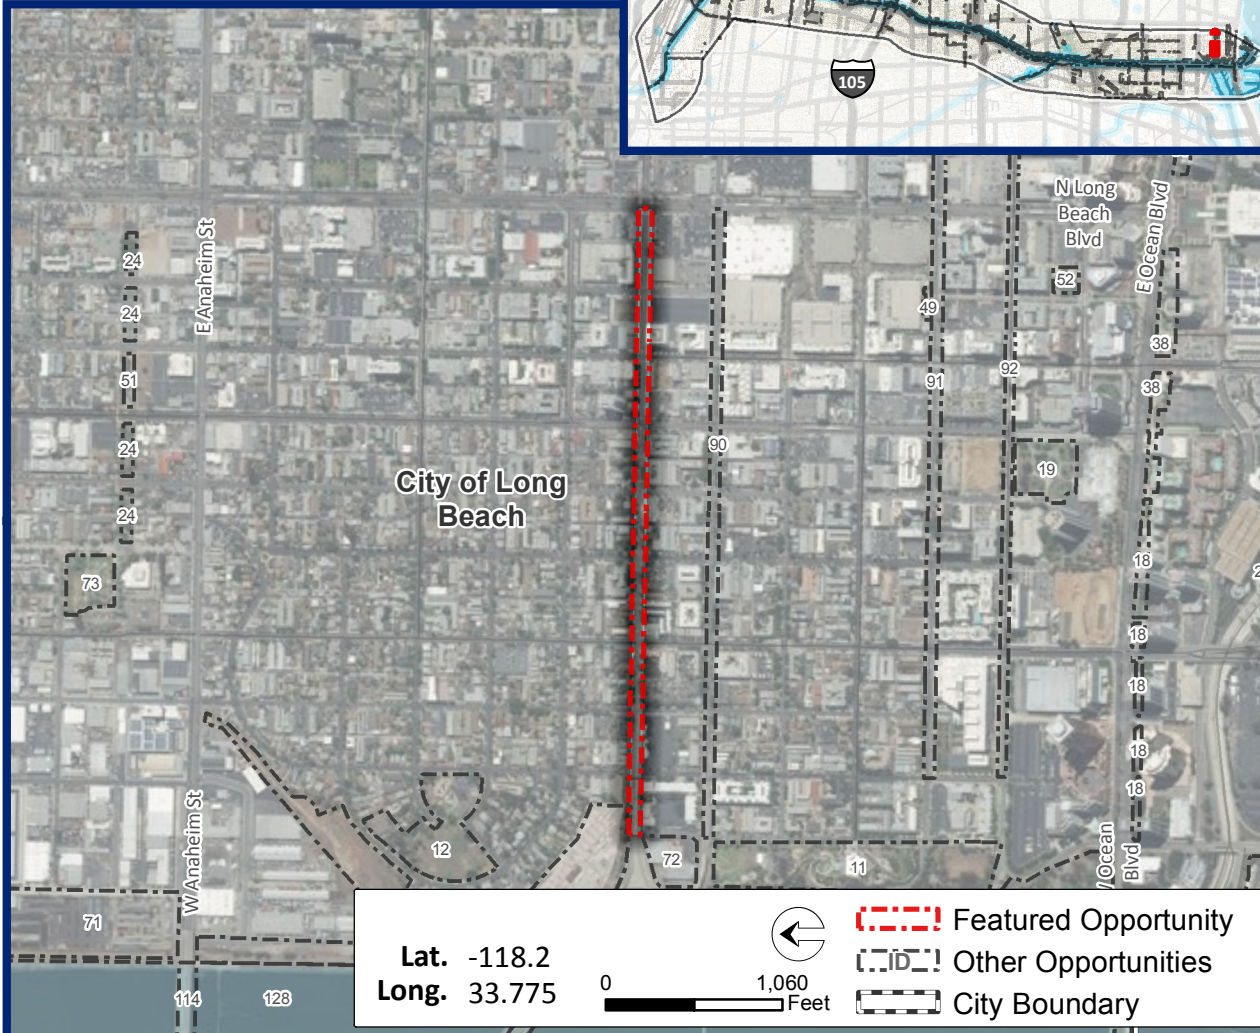 105
N Long
Beach
Blvd
E Ocean Blvd
E Anaheim St
24
52
24
49
38
92
51
91
38
90
24
19
City of Long
Beach
24
18
73
18
18
18
18
W Anaheim St
12
72
11
Ocean
Blvd
71
114
128
Lat. -118.2
Long. 33.775
0 1,060
Feet
Featured Opportunity
ID Other Opportunities
City Boundary